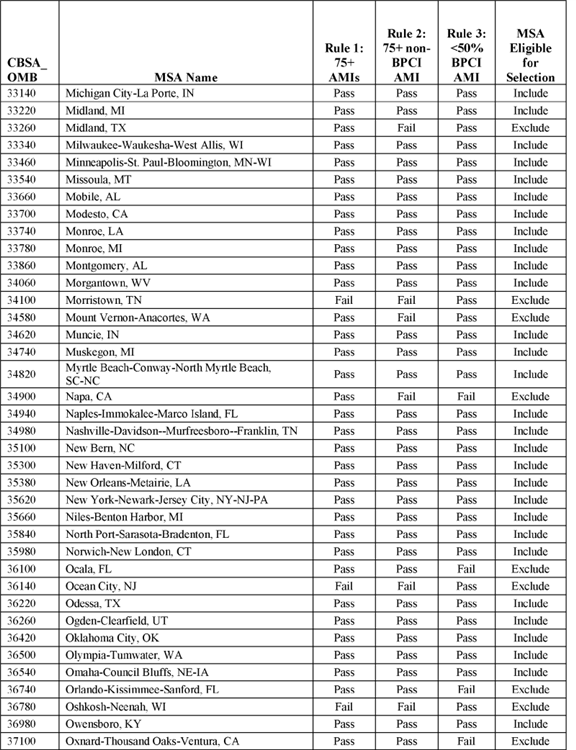 CBSA_OMB MSA Name Rule 1: 75+ AMIs Rule 2: 75+ non-BPCI AMI Rule 3: <50% BPCI AMI MSA Eligible for Selection
33140 Michigan City-La Porte, IN Pass Pass Pass Include
33220 Midland, MI Pass Pass Pass Include
33260 Midland, TX Pass Fail Pass Exclude
33340 Milwaukee-Waukesha-West Allis, WI Pass Pass Pass Include
33460 Minneapolis-St. Paul-Bloomington, MN-WI Pass Pass Pass Include
33540 Missoula, MT Pass Pass Pass Include
33660 Mobile, AL Pass Pass Pass Include
33700 Modesto, CA Pass Pass Pass Include
33740 Monroe, LA Pass Pass Pass Include
33780 Monroe, MI Pass Pass Pass Include
33860 Montgomery, AL Pass Pass Pass Include
34060 Morgantown, WV Pass Pass Pass Include
34100 Morristown, TN Fail Fail Pass Exclude
34580 Mount Vernon-Anacortes, WA Pass Fail Pass Exclude
34620 Muncie, IN Pass Pass Pass Include
34740 Muskegon, MI Pass Pass Pass Include
34820 Myrtle Beach-Conway-North Myrtle Beach, SC-NC Pass Pass Pass Include
34900 Napa, CA Pass Fail Fail Exclude
34940 Naples-Immokalee-Marco Island, FL Pass Pass Pass Include
34980 Nashville-Davidson--Murfreesboro--Franklin, TN Pass Pass Pass Include
35100 New Bern, NC Pass Pass Pass Include
35300 New Haven-Milford, CT Pass Pass Pass Include
35380 New Orleans-Metairie, LA Pass Pass Pass Include
35620 New York-Newark-Jersey City, NY-NJ-PA Pass Pass Pass Include
35660 Niles-Benton Harbor, MI Pass Pass Pass Include
35840 North Port-Sarasota-Bradenton, FL Pass Pass Pass Include
35980 Norwich-New London, CT Pass Pass Pass Include
36100 Ocala, FL Pass Pass Fail Exclude
36140 Ocean City, NJ Fail Fail Pass Exclude
36220 Odessa, TX Pass Pass Pass Include
36260 Ogden-Clearfield, UT Pass Pass Pass Include
36420 Oklahoma City, OK Pass Pass Pass Include
36500 Olympia-Tumwater, WA Pass Pass Pass Include
36540 Omaha-Council Bluffs, NE-IA Pass Pass Pass Include
36740 Orlando-Kissimmee-Sanford, FL Pass Pass Fail Exclude
36780 Oshkosh-Neenah, WI Fail Fail Pass Exclude
36980 Owensboro, KY Pass Pass Pass Include
37100 Oxnard-Thousand Oaks-Ventura, CA Pass Pass Fail Exclude